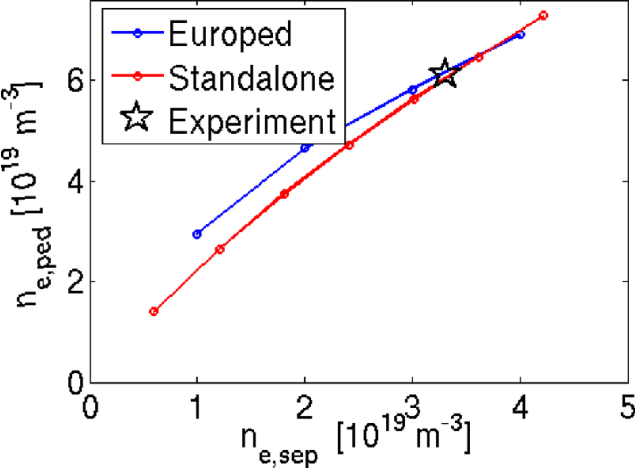 Europed
Standalone
Experiment
n_e,ped [10^19 m^-3]
6
4
2
0
0 1 2 3 4 5
n_e,sep [10^19 m^-3]